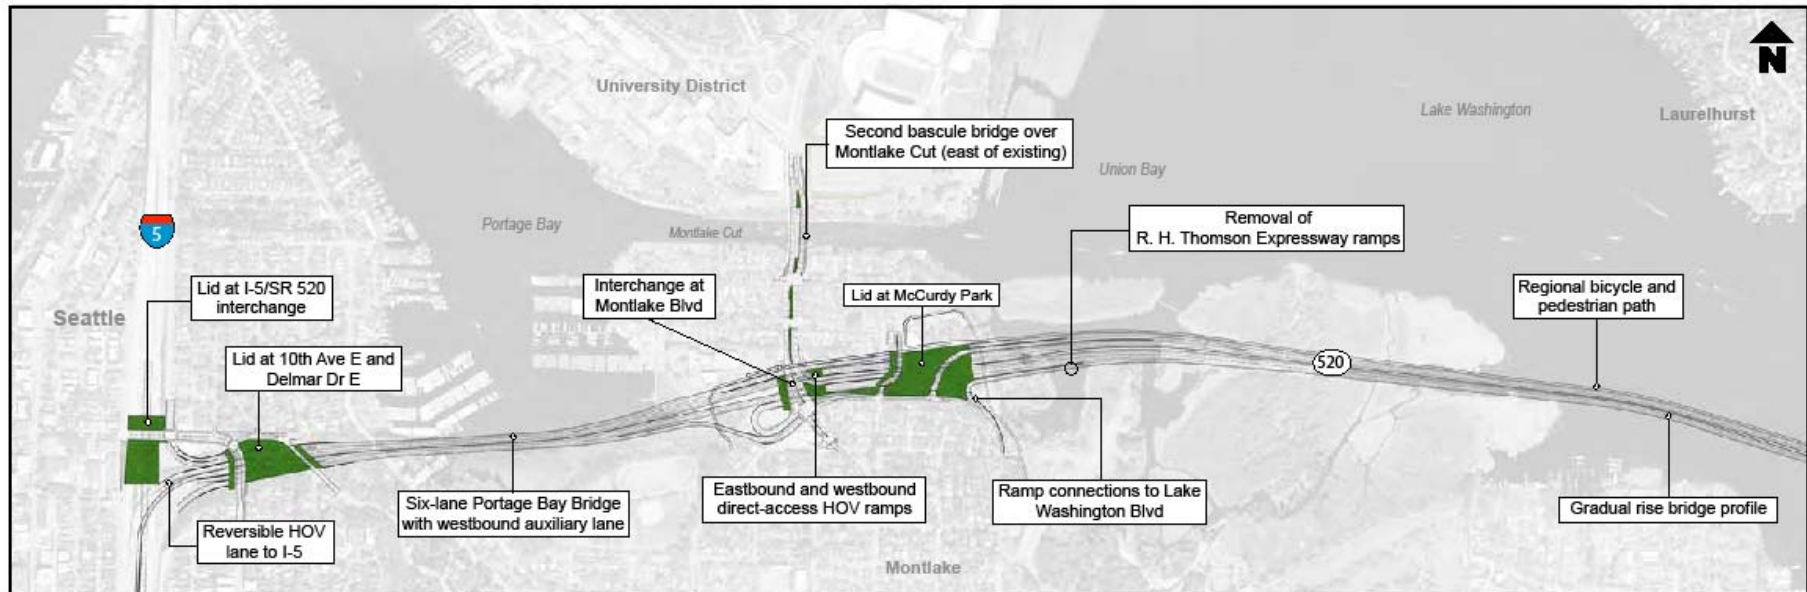 N
University District
Lake Washington
Laurelhurst
Second bascule bridge over
Montlake Cut (east of existing)
Union Bay
Portage Bay
Montlake Cut
5
Removal of
R. H. Thomson Expressway ramps
Lid at I-5/SR 520
interchange
Interchange at
Montlake Blvd
Lid at McCurdy Park
Regional bicycle and
pedestrian path
Seattle
Lid at 10th Ave E and
Delmar Dr E
520
Six-lane Portage Bay Bridge
with westbound auxiliary lane
Eastbound and westbound
direct-access HOV ramps
Ramp connections to Lake
Washington Blvd
Gradual rise bridge profile
Reversible HOV
lane to I-5
Montlake